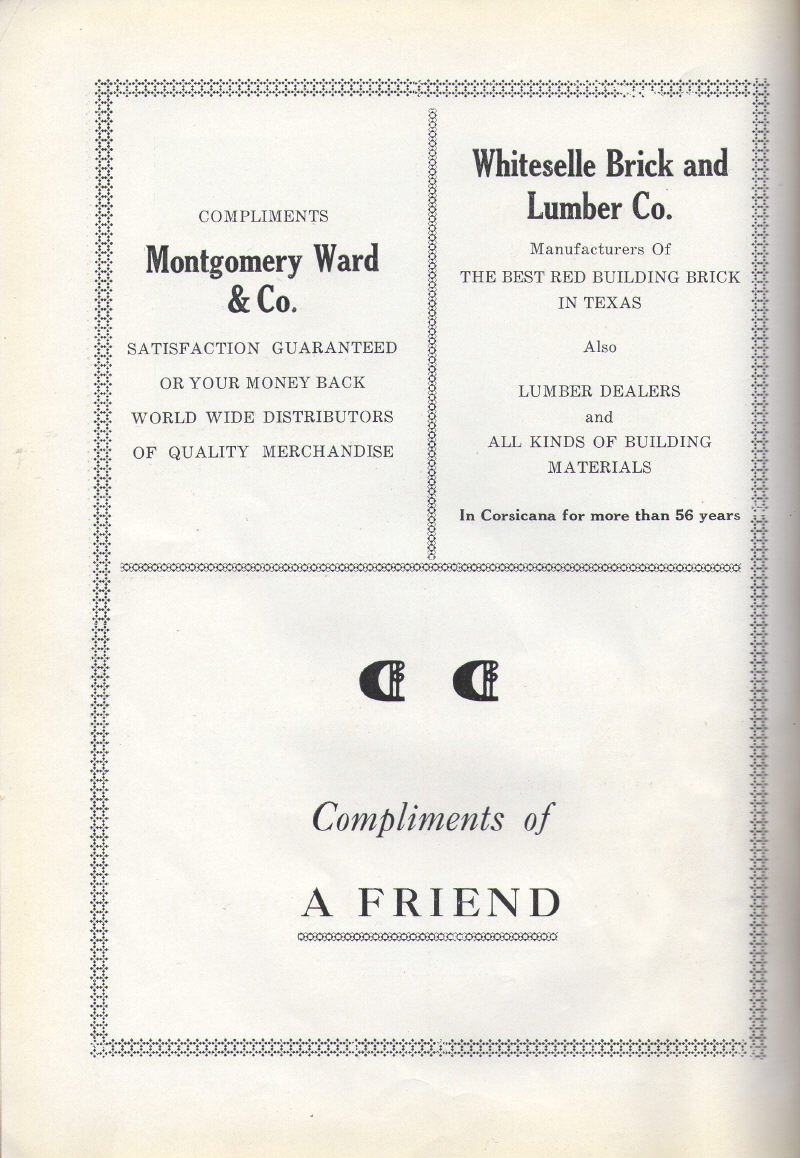 COMPLIMENTS
Montgomery Ward
& Co.
SATISFACTION GUARANTEED
OR YOUR MONEY BACK
WORLD WIDE DISTRIBUTORS
OF QUALITY MERCHANDISE
Whiteselle Brick and
Lumber Co.
Manufacturers Of
THE BEST RED BUILDING BRICK
IN TEXAS
Also
LUMBER DEALERS
and
ALL KINDS OF BUILDING
MATERIALS
In Corsicana for more than 56 years
Compliments of
A FRIEND